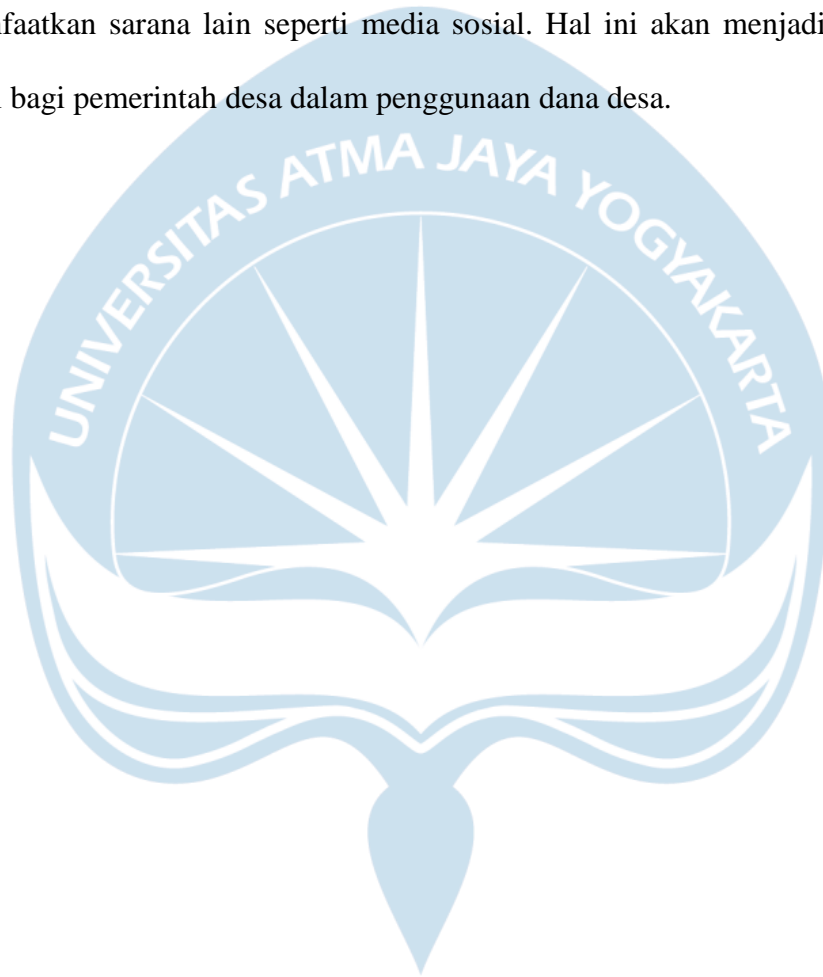 faatkan sarana lain seperti media sosial. Hal ini akan menjadi
bagi pemerintah desa dalam penggunaan dana desa.
UNIVERSITAS ATMA JAYA YOGYAKARTA